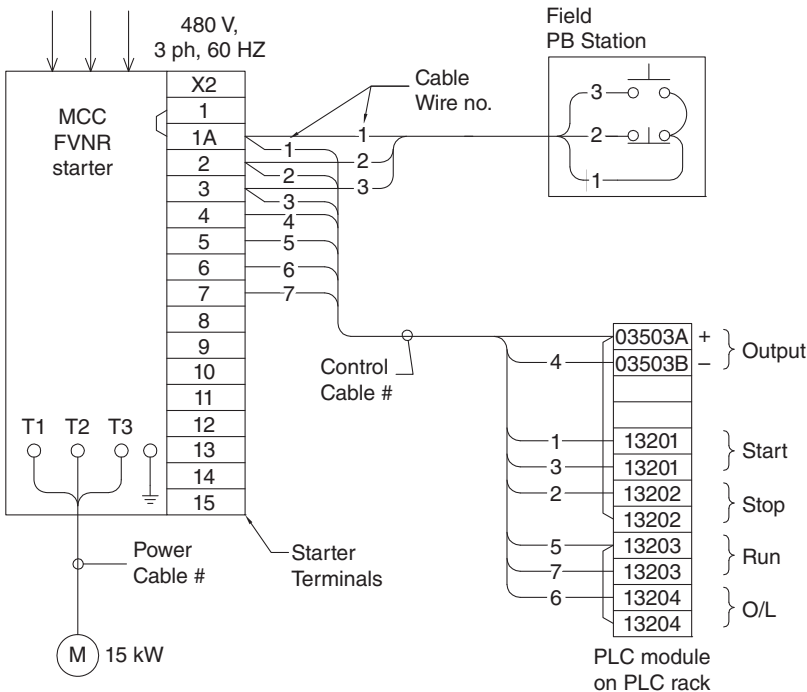 480 V,
3 ph, 60 HZ
Field
PB Station
MCC
FVNR
starter
X2
1
1A
2
3
4
5
6
7
8
9
10
11
12
13
14
15
Cable
Wire no.
1
2
3
1
2
3
4
5
6
7
3
2
1
Control
Cable #
T1 T2 T3
Power
Cable #
Starter
Terminals
M 15 kW
03503A +
03503B –
Output
4
1 13201
3 13201
Start
2 13202
13202
Stop
5 13203
7 13203
Run
6 13204
13204
O/L
PLC module
on PLC rack